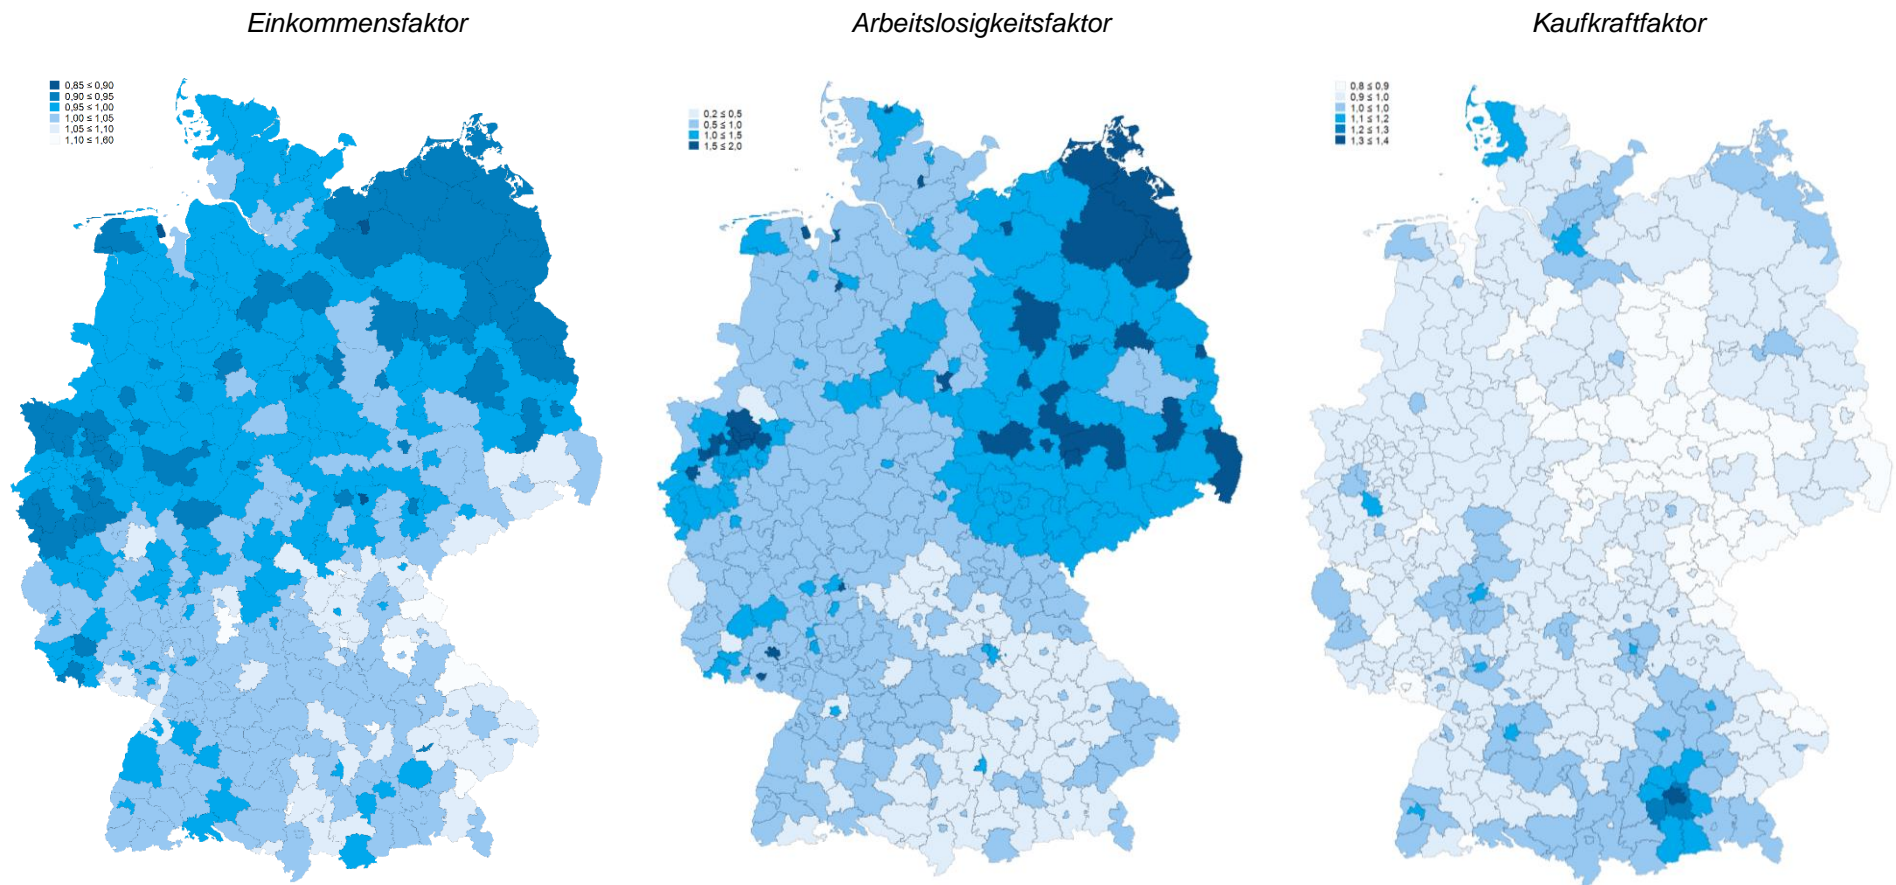 Einkommensfaktor
Arbeitslosigkeitsfaktor
Kaufkraftfaktor
0,85 ≤ 0,90
0,90 ≤ 0,95
0,95 ≤ 1,00
1,00 ≤ 1,05
1,05 ≤ 1,10
1,10 ≤ 1,60
0.2 ≤ 0,5
0,5 ≤ 1,0
1,0 ≤ 1,5
1,5 ≤ 2,0
0.8 ≤ 0,9
0,9 ≤ 1,0
1,0 ≤ 1,0
1,1 ≤ 1,2
1,2 ≤ 1,3
1,3 ≤ 1,4